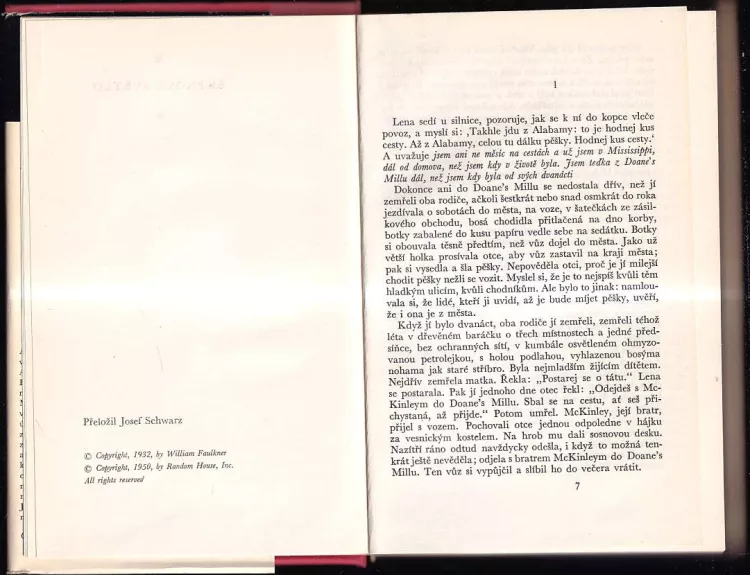 Přeložil Josef Schwarz
© Copyright, 1932, by William Faulkner
© Copyright, 1950, by Random House, Inc.
All rights reserved
1
Lena sedí u silnice, pozoruje, jak se k ní do kopce vleče
povoz, a myslí si: ‚Takhle jdu z Alabamy: to je hodnej kus
cesty. Až z Alabamy, celou tu dálku pěšky. Hodnej kus cesty.‘
A uvažuje jsem ani ne měsíc na cestách a už jsem v Mississippi,
dál od domova, než jsem kdy v životě byla. Jsem teďka z Doane's
Millu dál, než jsem kdy byla od svých dvanácti
Dokonce ani do Doane's Millu se nedostala dřív, než jí
zemřeli oba rodiče, ačkoli šestkrát nebo snad osmkrát do roka
jezdívala o sobotách do města, na voze, v šatečkách ze zásil-
kového obchodu, bosá chodidla přitlačená na dno korby,
botky zabalené do kusu papíru vedle sebe na sedátku. Botky
si obouvala těsně předtím, než vůz dojel do města. Jako už
větší holka prosívala otce, aby vůz zastavil na kraji města;
pak si vysedla a šla pěšky. Nepověděla otci, proč je jí milejší
chodit pěšky nežli se vozit. Myslel si, že je to nejspíš kvůli těm
hladkým ulicím, kvůli chodníkům. Ale bylo to jinak: namlou-
vala si, že lidé, kteří ji uvidí, až je bude míjet pěšky, uvěří,
že i ona je z města.
Když jí bylo dvanáct, oba rodiče jí zemřeli, zemřeli téhož
léta v dřevěném baráčku o třech místnostech a jedné před-
síňce, bez ochranných sítí, v kumbále osvětleném ohmyzo-
vanou petrolejkou, s holou podlahou, vyhlazenou bosýma
nohama jak staré stříbro. Byla nejmladším žijícím dítětem.
Nejdřív zemřela matka. Řekla: „Postarej se o tátu.“ Lena
se postarala. Pak jí jednoho dne otec řekl: „Odejdeš s Mc-
Kinleym do Doane's Millu. Sbal se na cestu, ať seš při-
chystaná, až přijde.“ Potom umřel. McKinley, její bratr,
přijel s vozem. Pochovali otce jednou odpoledne v hájku
za vesnickým kostelem. Na hrob mu dali sosnovou desku.
Nazítří ráno odtud navždycky odešla, i když to možná ten-
krát ještě nevěděla; odjela s bratrem McKinleym do Doane's
Millu. Ten vůz si vypůjčil a slíbil ho do večera vrátit.
7